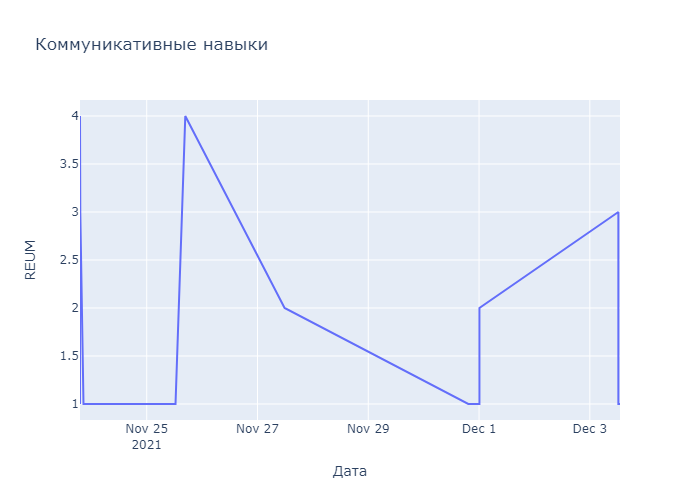 Коммуникативные навыки
4
3.5
3
2.5
2
1.5
1
REUM
Nov 25
2021
Nov 27
Nov 29
Dec 1
Dec 3
Дата